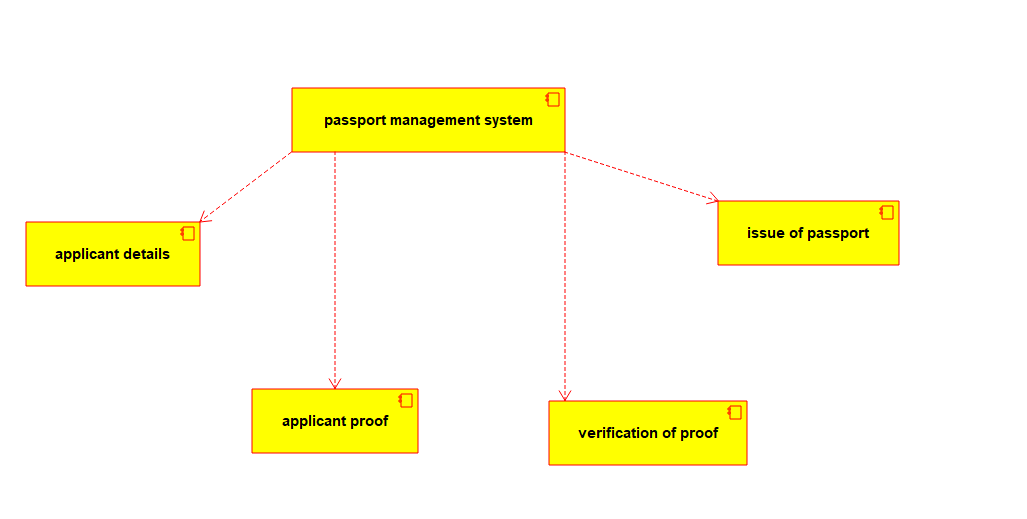 passport management system
issue of passport
applicant details
applicant proof
verification of proof